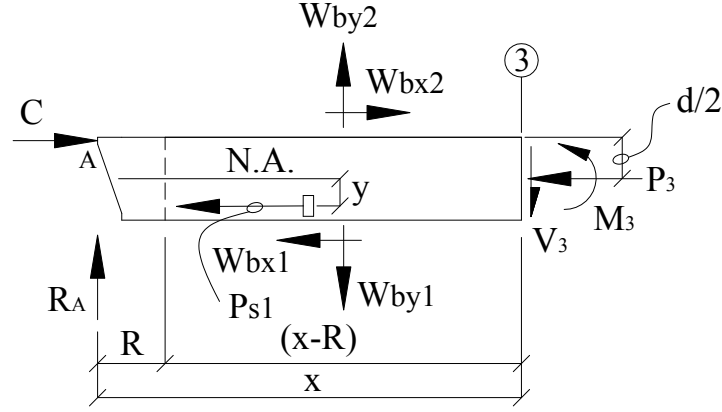 Wby2
3
Wbx2
d/2
C
A
N.A.
P3
y
M3
V3
Wbx1
Wby1
RA
Ps1
R
(x-R)
x